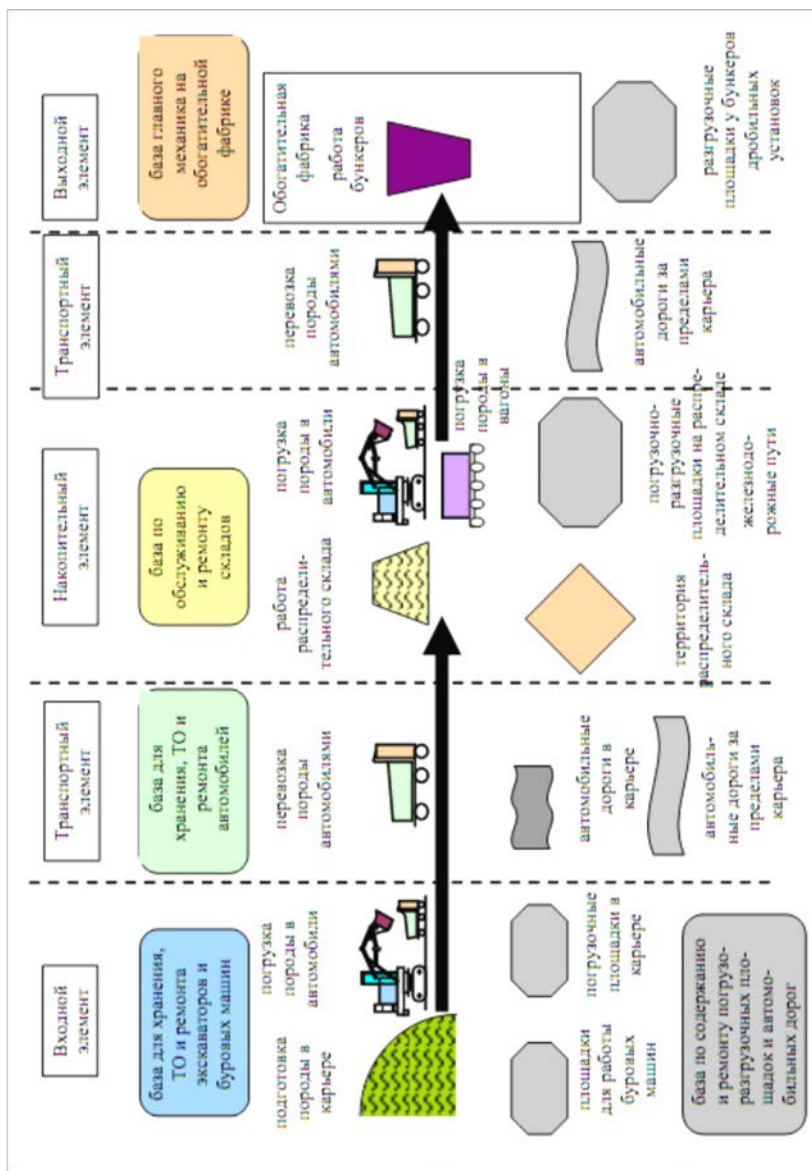 Входной
элемент
Транспортный
элемент
Накопительный
элемент
Транспортный
элемент
Выходной
элемент
база для хранения,
ТО и ремонта
экскаваторов и
буровых машин
база для
хранения, ТО и
ремонта
автомобилей
база по
обслуживанию
и ремонту
складов
база главного
механика на
обогатительной
фабрике
подготовка
породы в
карьере
погрузка
породы в
автомобили
перевозка
породы
автомобилями
работа
распредели-
тельного склада
погрузка
породы в
автомобили
перевозка
породы
автомобилями
Обогатительная
фабрика
работа
бункеров
погрузка
породы в
вагоны
площадки
для работы
буровых
машин
погрузочные
площадки в
карьере
автомобильные
дороги в
карьере
автомобиль-
ные дороги за
пределами
карьера
территория
распределитель-
ного склада
погрузочно-
разгрузочные
площадки на распре-
делительном складе
железнодо-
рожные пути
автомобильные
дороги за
пределами
карьера
разгрузочные
площадки у бункеров
дробильных
установок
база по содержанию
и ремонту погрузо-
разгрузочных пло-
щадок и автомо-
бильных дорог